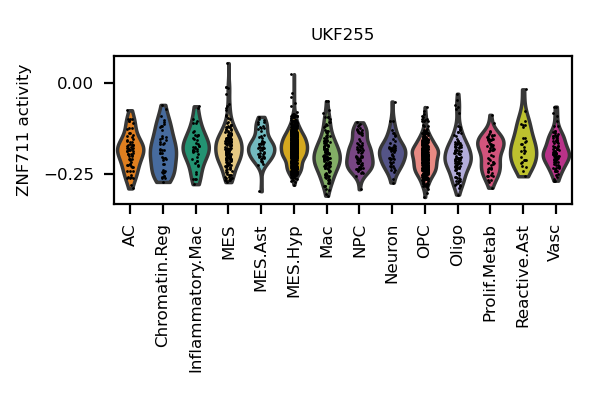 UKF255
ZNF711 activity
0.00
−0.25
AC
Chromatin.Reg
Inflammatory.Mac
MES
MES.Ast
MES.Hyp
Mac
NPC
Neuron
OPC
Oligo
Prolif.Metab
Reactive.Ast
Vasc